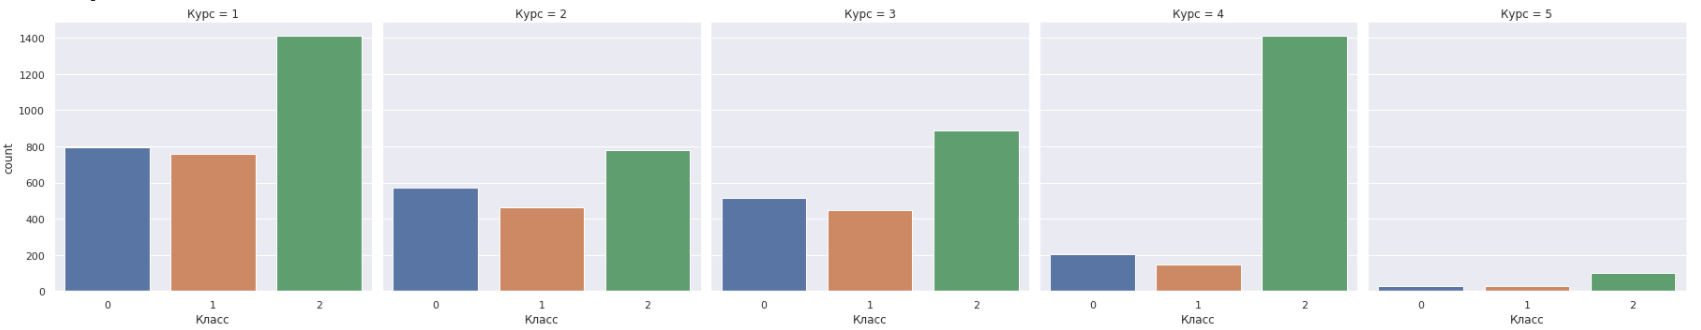 Курс = 1
Курс = 2
Курс = 3
Курс = 4
Курс = 5
count
1400
1200
1000
800
600
400
200
0
0 1 2
0 1 2
0 1 2
0 1 2
0 1 2
Класс
Класс
Класс
Класс
Класс